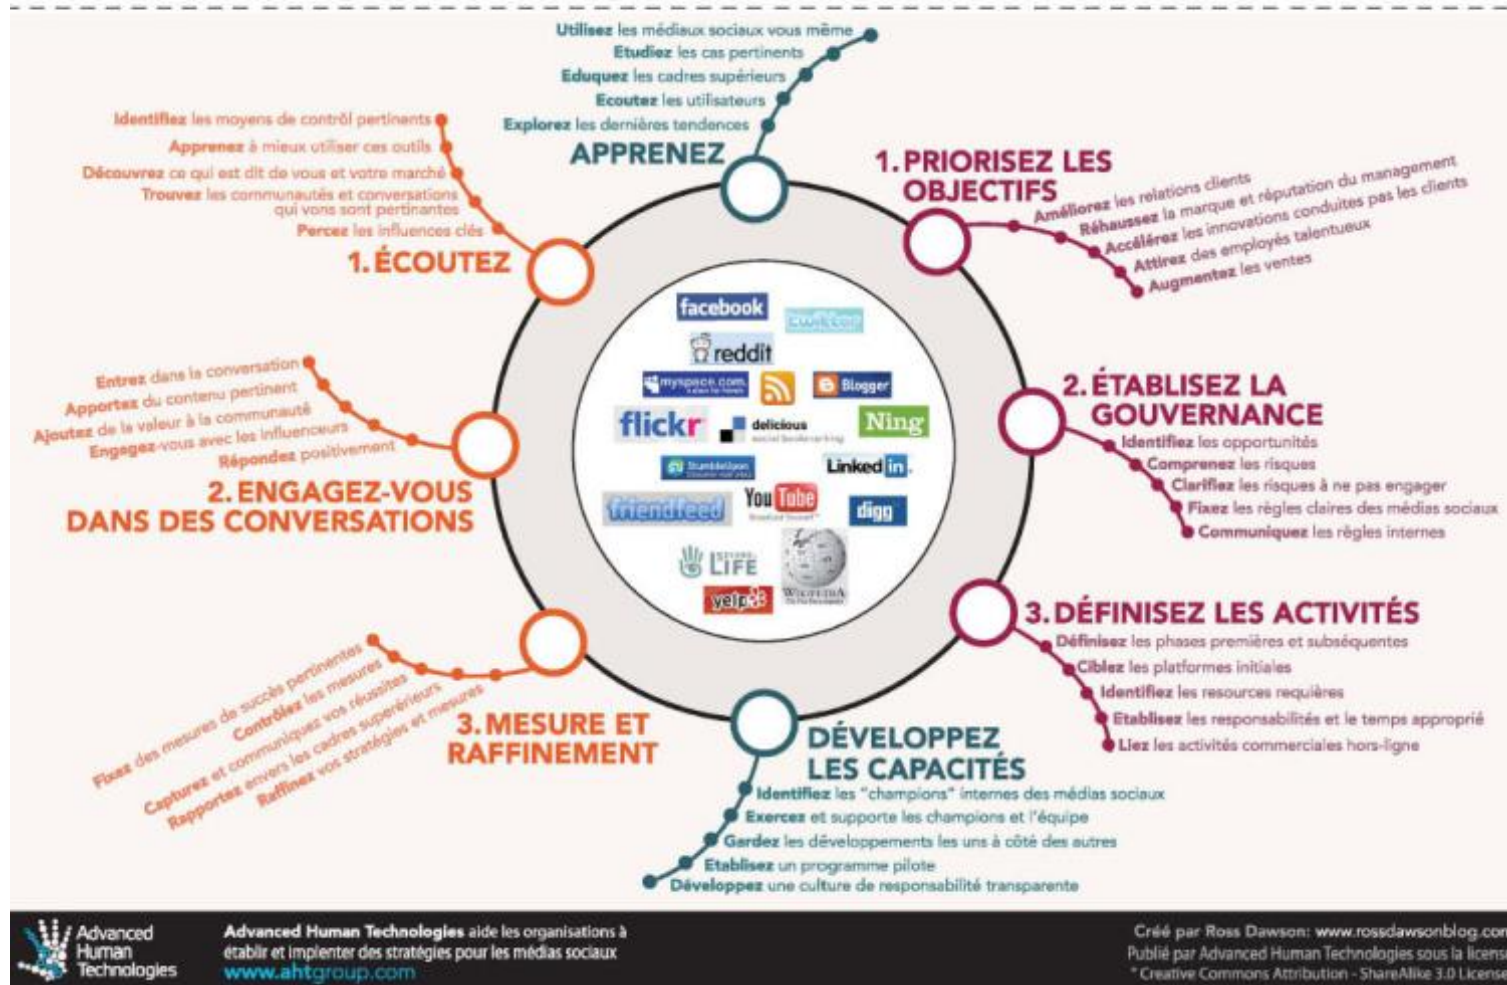 Utilisez les médiaux sociaux vous même
Etudiez les cas pertinents
Eduquez les cadres supérieurs
Ecoutez les utilisateurs
Explorez les dernières tendences
APPRENEZ
1. PRIORISEZ LES
OBJECTIFS
Améliorez les relations clients
Réhaussez la marque et réputation du management
Accélérez les innovations conduites pas les clients
Attirez des employés talentueux
Augmentez les ventes
2. ÉTABLISEZ LA
GOUVERNANCE
Identifiez les opportunités
Comprenez les risques
Clarifiez les risques à ne pas engager
Fixez les règles claires des médias sociaux
Communiquez les règles internes
3. DÉFINISEZ LES ACTIVITÉS
Définisez les phases premières et subséquentes
Ciblez les platformes initiales
Identifiez les resources requières
Etablisez les responsabilités et le temps approprié
Liez les activités commerciales hors-ligne
DÉVELOPPEZ
LES CAPACITÉS
Identifiez les "champions" internes des médias sociaux
Exercez et supporte les champions et l'équipe
Gardez les développements les uns à côté des autres
Etablisez un programme pilote
Développez une culture de responsabilité transparente
Identifiez les moyens de contrôl pertinents
Apprenez à mieux utiliser ces outils
Découvrez ce qui est dit de vous et votre marché
Trouvez les communautés et conversations
qui vons sont pertinantes
Percez les influences clés
1. ÉCOUTEZ
Entrez dans la conversation
Apportez du contenu pertinent
Ajoutez de la valeur à la communauté
Engagez-vous avec les influenceurs
Répondez positivement
2. ENGAGEZ-VOUS
DANS DES CONVERSATIONS
Fixez des mesures de succès pertinentes
Contrôlez les mesures
Capturez et communiquez vos réussites
Rapportez envers les cadres supérérieurs
Raffinez vos stratégies et mesures
3. MESURE ET
RAFFINEMENT
facebook
twitter
reddit
myspace.com
Blogger
flickr
delicious
social bookmarking
Ning
StumbleUpon
Linked in
friendfeed
You Tube
digg
SECOND LIFE
WIKIPEDIA
yelp
Advanced
Human
Technologies
Advanced Human Technologies aide les organisations à
établir et implenter des stratégies pour les médias sociaux
www.ahtgroup.com
Créé par Ross Dawson: www.rossdawsonblog.com
Publié par Advanced Human Technologies sous la license
" Creative Commons Attribution - ShareAlike 3.0 License